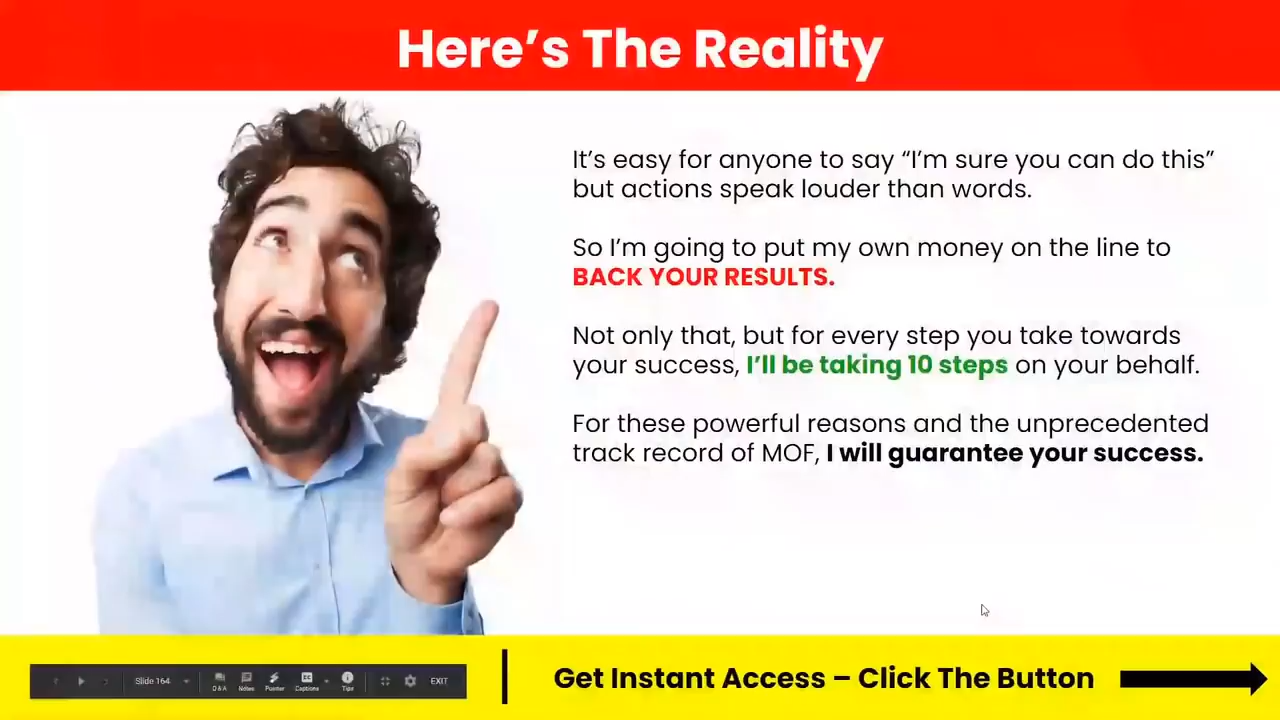 Here's The Reality
It's easy for anyone to say “I'm sure you can do this”
but actions speak louder than words.
So I'm going to put my own money on the line to
BACK YOUR RESULTS.
Not only that, but for every step you take towards
your success, I'll be taking 10 steps on your behalf.
For these powerful reasons and the unprecedented
track record of MOF, I will guarantee your success.
Slide 164
Q & A
Notes
Pointer
Captions
Tips
EXIT
Get Instant Access – Click The Button